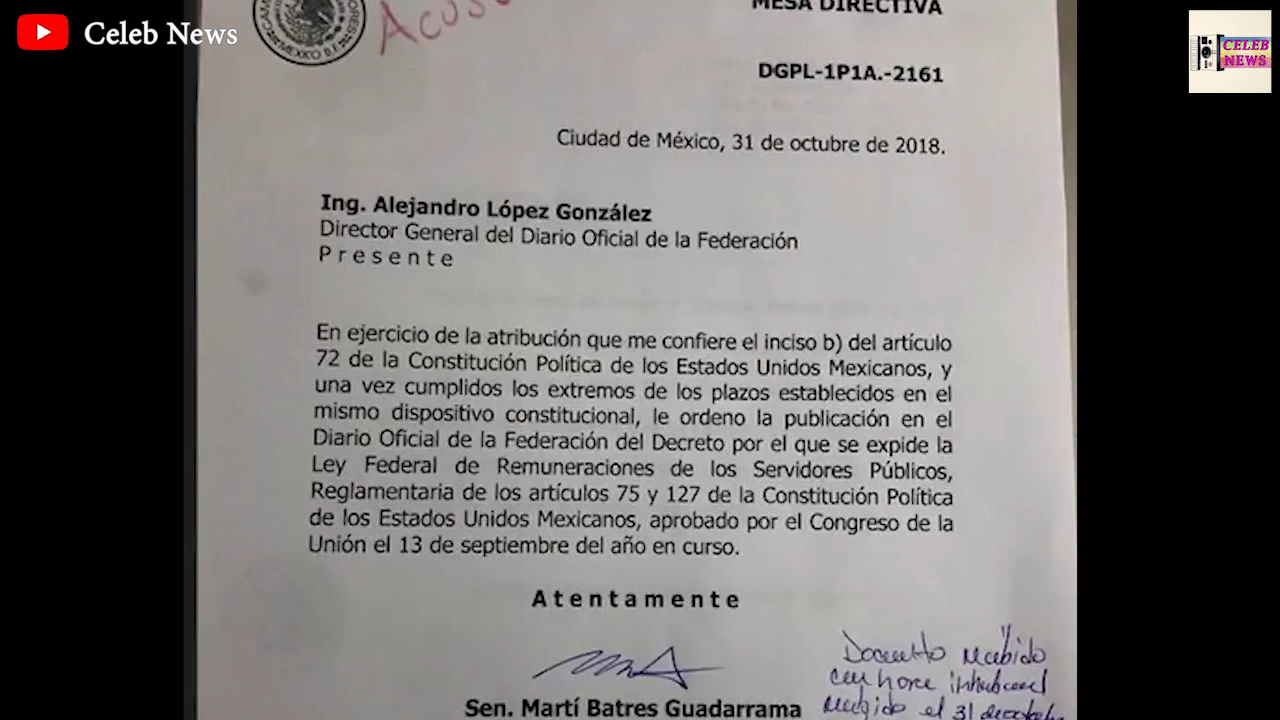 Celeb News
CELEB
NEWS
Acuse
MEXICO D.F.
MESA DIRECTIVA
DGPL-1P1A.-2161
Ciudad de México, 31 de octubre de 2018.
Ing. Alejandro López González
Director General del Diario Oficial de la Federación
Presente
En ejercicio de la atribución que me confiere el inciso b) del artículo
72 de la Constitución Política de los Estados Unidos Mexicanos, y
una vez cumplidos los extremos de los plazos establecidos en el
mismo dispositivo constitucional, le ordeno la publicación en el
Diario Oficial de la Federación del Decreto por el que se expide la
Ley Federal de Remuneraciones de los Servidores Públicos,
Reglamentaria de los artículos 75 y 127 de la Constitución Política
de los Estados Unidos Mexicanos, aprobado por el Congreso de la
Unión el 13 de septiembre del año en curso.
Atentamente
Sen. Martí Batres Guadarrama
el 31 de